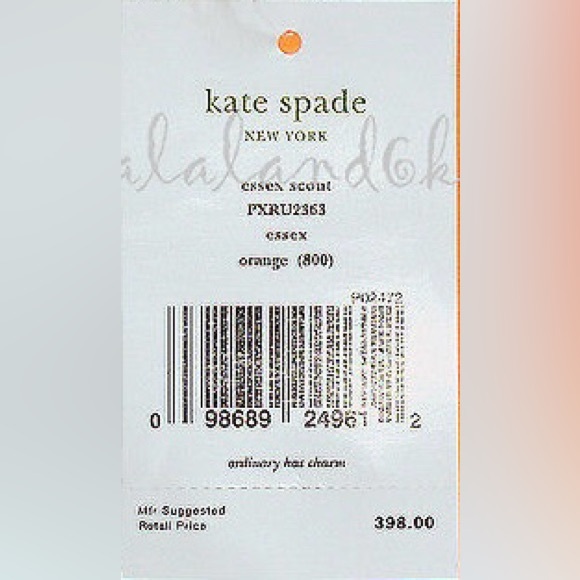 kate spade
NEW YORK
alaland6k
essex scout
PXRU2363
essex
orange (800)
0 98689 24961 2
ordinary has charm
Mfr Suggested
Retail Price 398.00